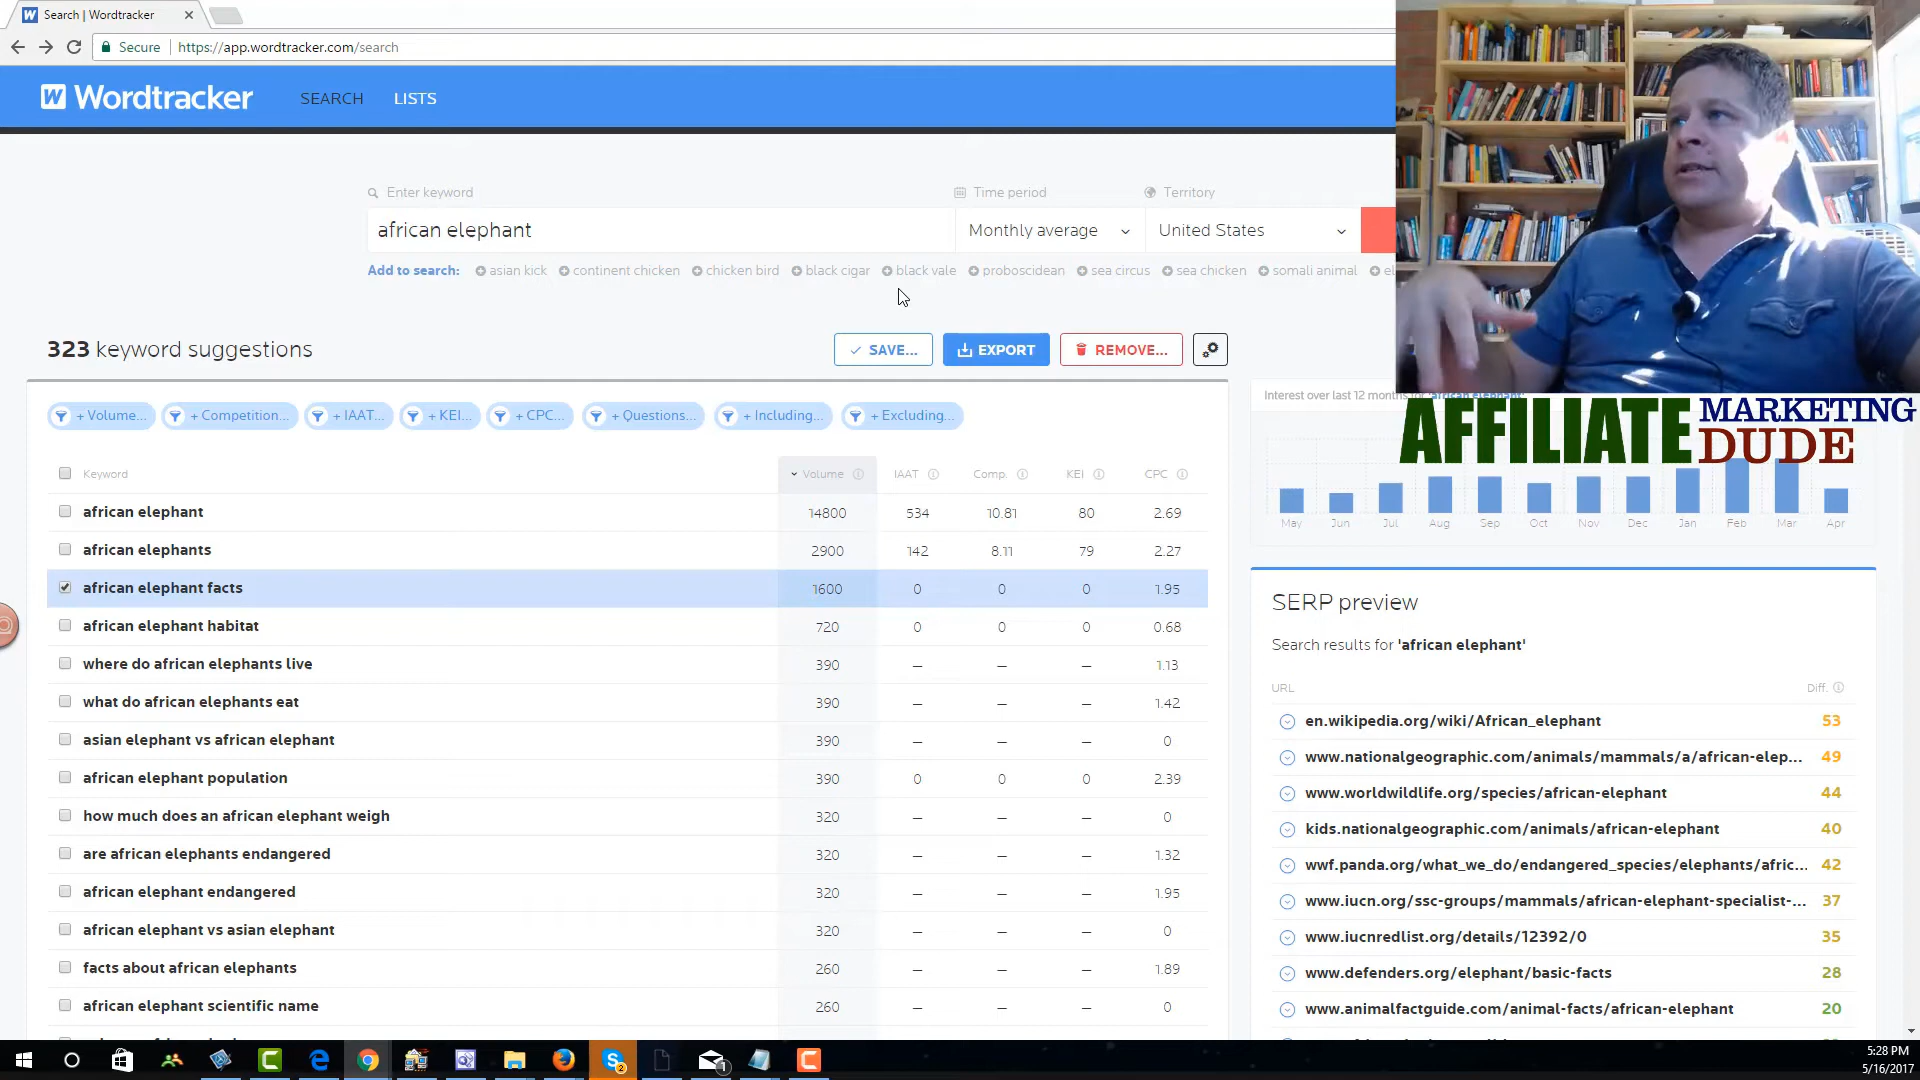 Search | Wordtracker
Secure https://app.wordtracker.com/search
Wordtracker SEARCH LISTS
Enter keyword Time period Territory
african elephant Monthly average United States
Add to search: asian kick continent chicken chicken bird black cigar black vale proboscidean sea circus sea chicken somali animal el
323 keyword suggestions SAVE... EXPORT REMOVE...
+ Volume... + Competition... + IAAT... + KEI... + CPC... + Questions... + Including... + Excluding...
Keyword Volume IAAT Comp. KEI CPC
african elephant 14800 534 10.81 80 2.69
african elephants 2900 142 8.11 79 2.27
african elephant facts 1600 0 0 0 1.95
african elephant habitat 720 0 0 0 0.68
where do african elephants live 390 – – – 1.13
what do african elephants eat 390 – – – 1.42
asian elephant vs african elephant 390 – – – 0
african elephant population 390 0 0 0 2.39
how much does an african elephant weigh 320 – – – 0
are african elephants endangered 320 – – – 1.32
african elephant endangered 320 – – – 1.95
african elephant vs asian elephant 320 – – – 0
facts about african elephants 260 – – – 1.89
african elephant scientific name 260 – – – 0
Interest over last 12 months for 'african elephant'
AFFILIATE MARKETING DUDE
May Jun Jul Aug Sep Oct Nov Dec Jan Feb Mar Apr
SERP preview
Search results for 'african elephant'
URL Diff.
en.wikipedia.org/wiki/African_elephant 53
www.nationalgeographic.com/animals/mammals/a/african-elep... 49
www.worldwildlife.org/species/african-elephant 44
kids.nationalgeographic.com/animals/african-elephant 40
wwf.panda.org/what_we_do/endangered_species/elephants/afric... 42
www.iucn.org/ssc-groups/mammals/african-elephant-specialist-... 37
www.iucnredlist.org/details/12392/0 35
www.defenders.org/elephant/basic-facts 28
www.animalfactguide.com/animal-facts/african-elephant 20
5:28 PM
5/16/2017